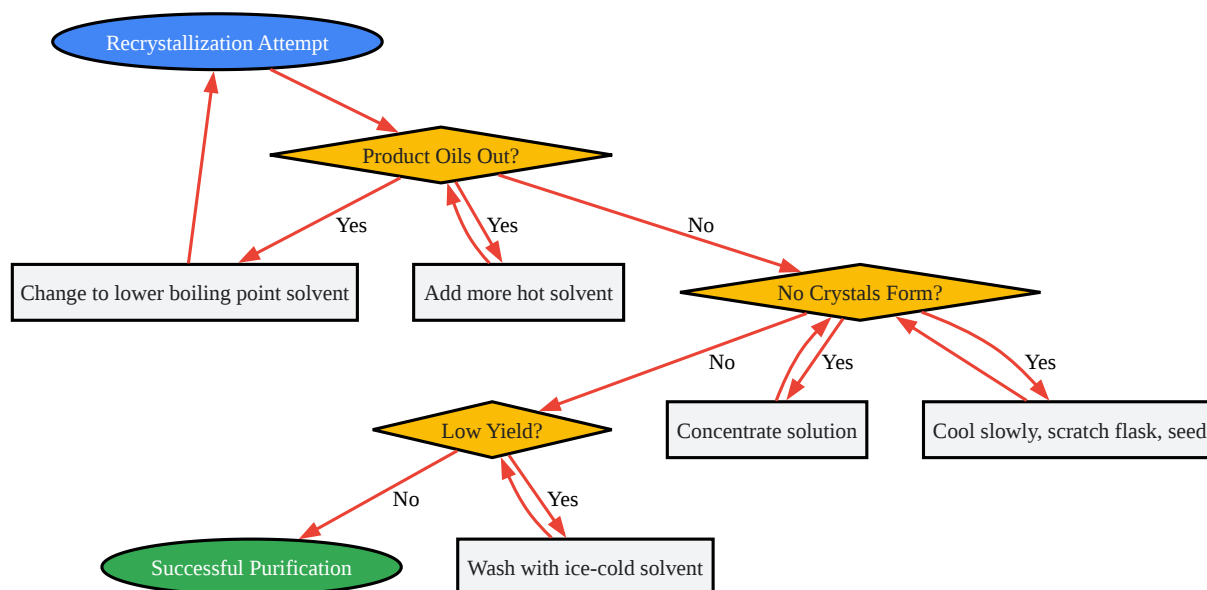 Recrystallization Attempt
Product Oils Out?
Yes
Yes
No
Change to lower boiling point solvent
Add more hot solvent
No Crystals Form?
No
Yes
Yes
Low Yield?
Concentrate solution
Cool slowly, scratch flask, seed
No
Yes
Successful Purification
Wash with ice-cold solvent